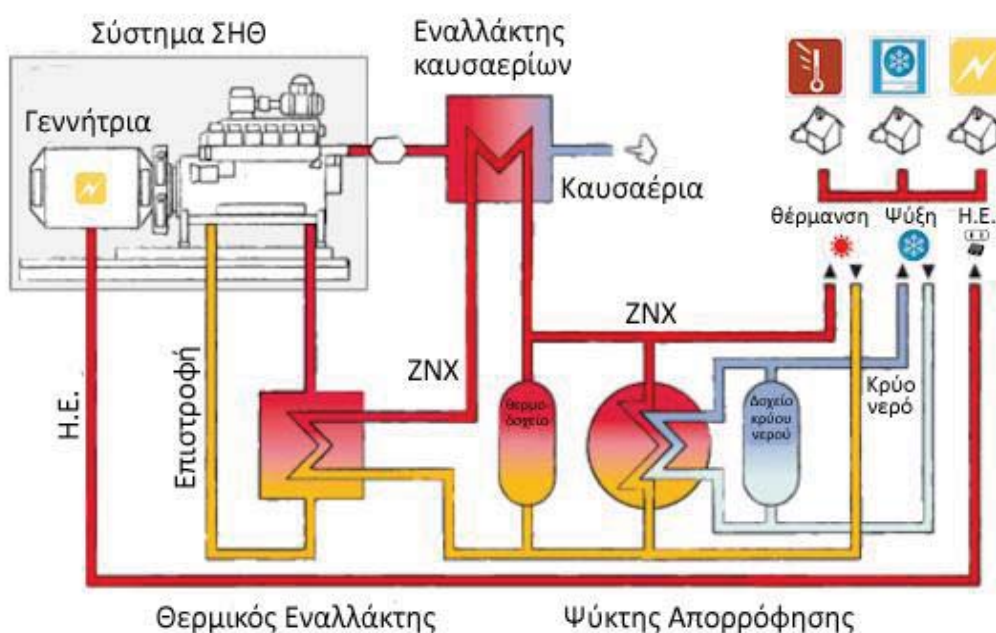 Σύστημα ΣΗΘ
Εναλλάκτης
καυσαερίων
Γεννήτρια
Καυσαέρια
θέρμανση
Ψύξη
Η.Ε.
ΖΝΧ
ΖΝΧ
Επιστροφή
Η.Ε.
θερμο-
δοχείο
Δοχείο
κρύου
νερού
Κρύο
νερό
Θερμικός Εναλλάκτης
Ψύκτης Απορρόφησης